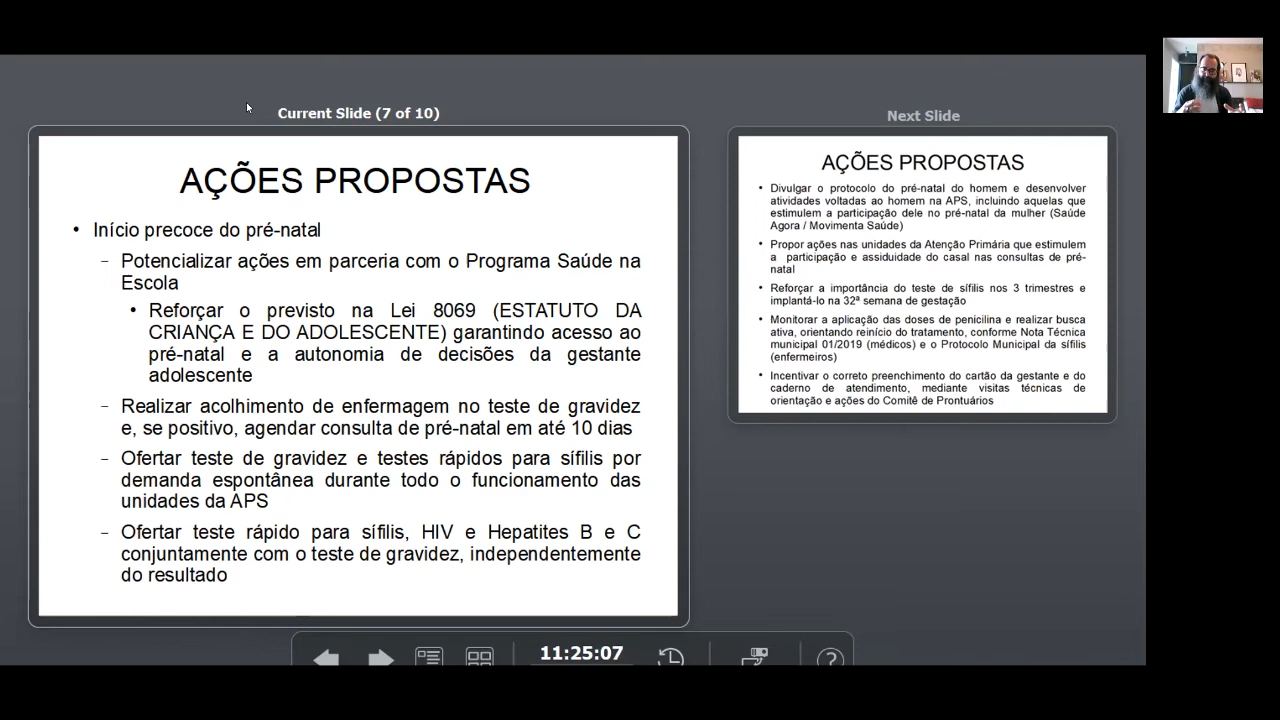 Current Slide (7 of 10)
AÇÕES PROPOSTAS
• Início precoce do pré-natal
– Potencializar ações em parceria com o Programa Saúde na
Escola
• Reforçar o previsto na Lei 8069 (ESTATUTO DA
CRIANÇA E DO ADOLESCENTE) garantindo acesso ao
pré-natal e a autonomia de decisões da gestante
adolescente
– Realizar acolhimento de enfermagem no teste de gravidez
e, se positivo, agendar consulta de pré-natal em até 10 dias
– Ofertar teste de gravidez e testes rápidos para sífilis por
demanda espontânea durante todo o funcionamento das
unidades da APS
– Ofertar teste rápido para sífilis, HIV e Hepatites B e C
conjuntamente com o teste de gravidez, independentemente
do resultado
Next Slide
AÇÕES PROPOSTAS
• Divulgar o protocolo do pré-natal do homem e desenvolver
atividades voltadas ao homem na APS, incluindo aquelas que
estimulem a participação dele no pré-natal da mulher (Saúde
Agora / Movimenta Saúde)
• Propor ações nas unidades da Atenção Primária que estimulem
a participação e assiduidade do casal nas consultas de pré-
natal
• Reforçar a importância do teste de sífilis nos 3 trimestres e
implantá-lo na 32ª semana de gestação
• Monitorar a aplicação das doses de penicilina e realizar busca
ativa, orientando reinício do tratamento, conforme Nota Técnica
municipal 01/2019 (médicos) e o Protocolo Municipal da sífilis
(enfermeiros)
• Incentivar o correto preenchimento do cartão da gestante e do
caderno de atendimento, mediante visitas técnicas de
orientação e ações do Comitê de Prontuários
11:25:07
?